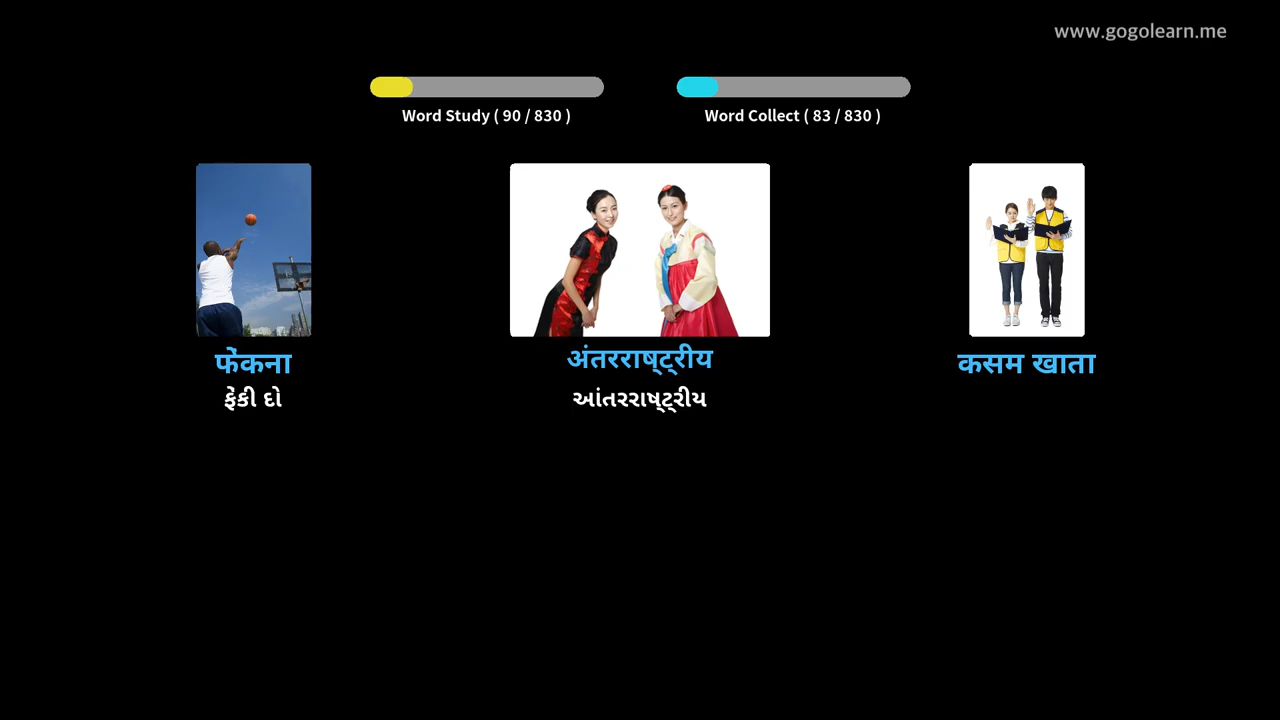 www.gogolearn.me
Word Study ( 90 / 830 )
Word Collect ( 83 / 830 )
फेंकना
अंतरराष्ट्रीय
कसम खाता
ફેંકી દો
આંતરરાષ્ટ્રીય